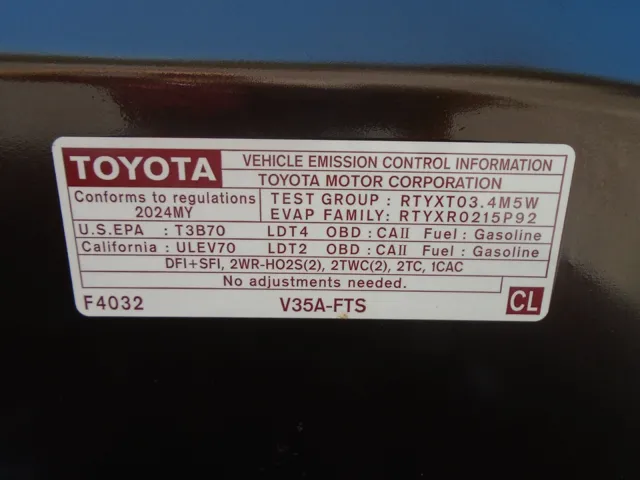 TOYOTA
VEHICLE EMISSION CONTROL INFORMATION
TOYOTA MOTOR CORPORATION
Conforms to regulations
2024MY
TEST GROUP : RTYXT03.4M5W
EVAP FAMILY: RTYXR0215P92
U.S.EPA : T3B70 LDT4 OBD : CAII Fuel : Gasoline
California : ULEV70 LDT2 OBD : CAII Fuel : Gasoline
DFI+SFI, 2WR-HO2S(2), 2TWC(2), 2TC, 1CAC
No adjustments needed.
F4032 V35A-FTS CL